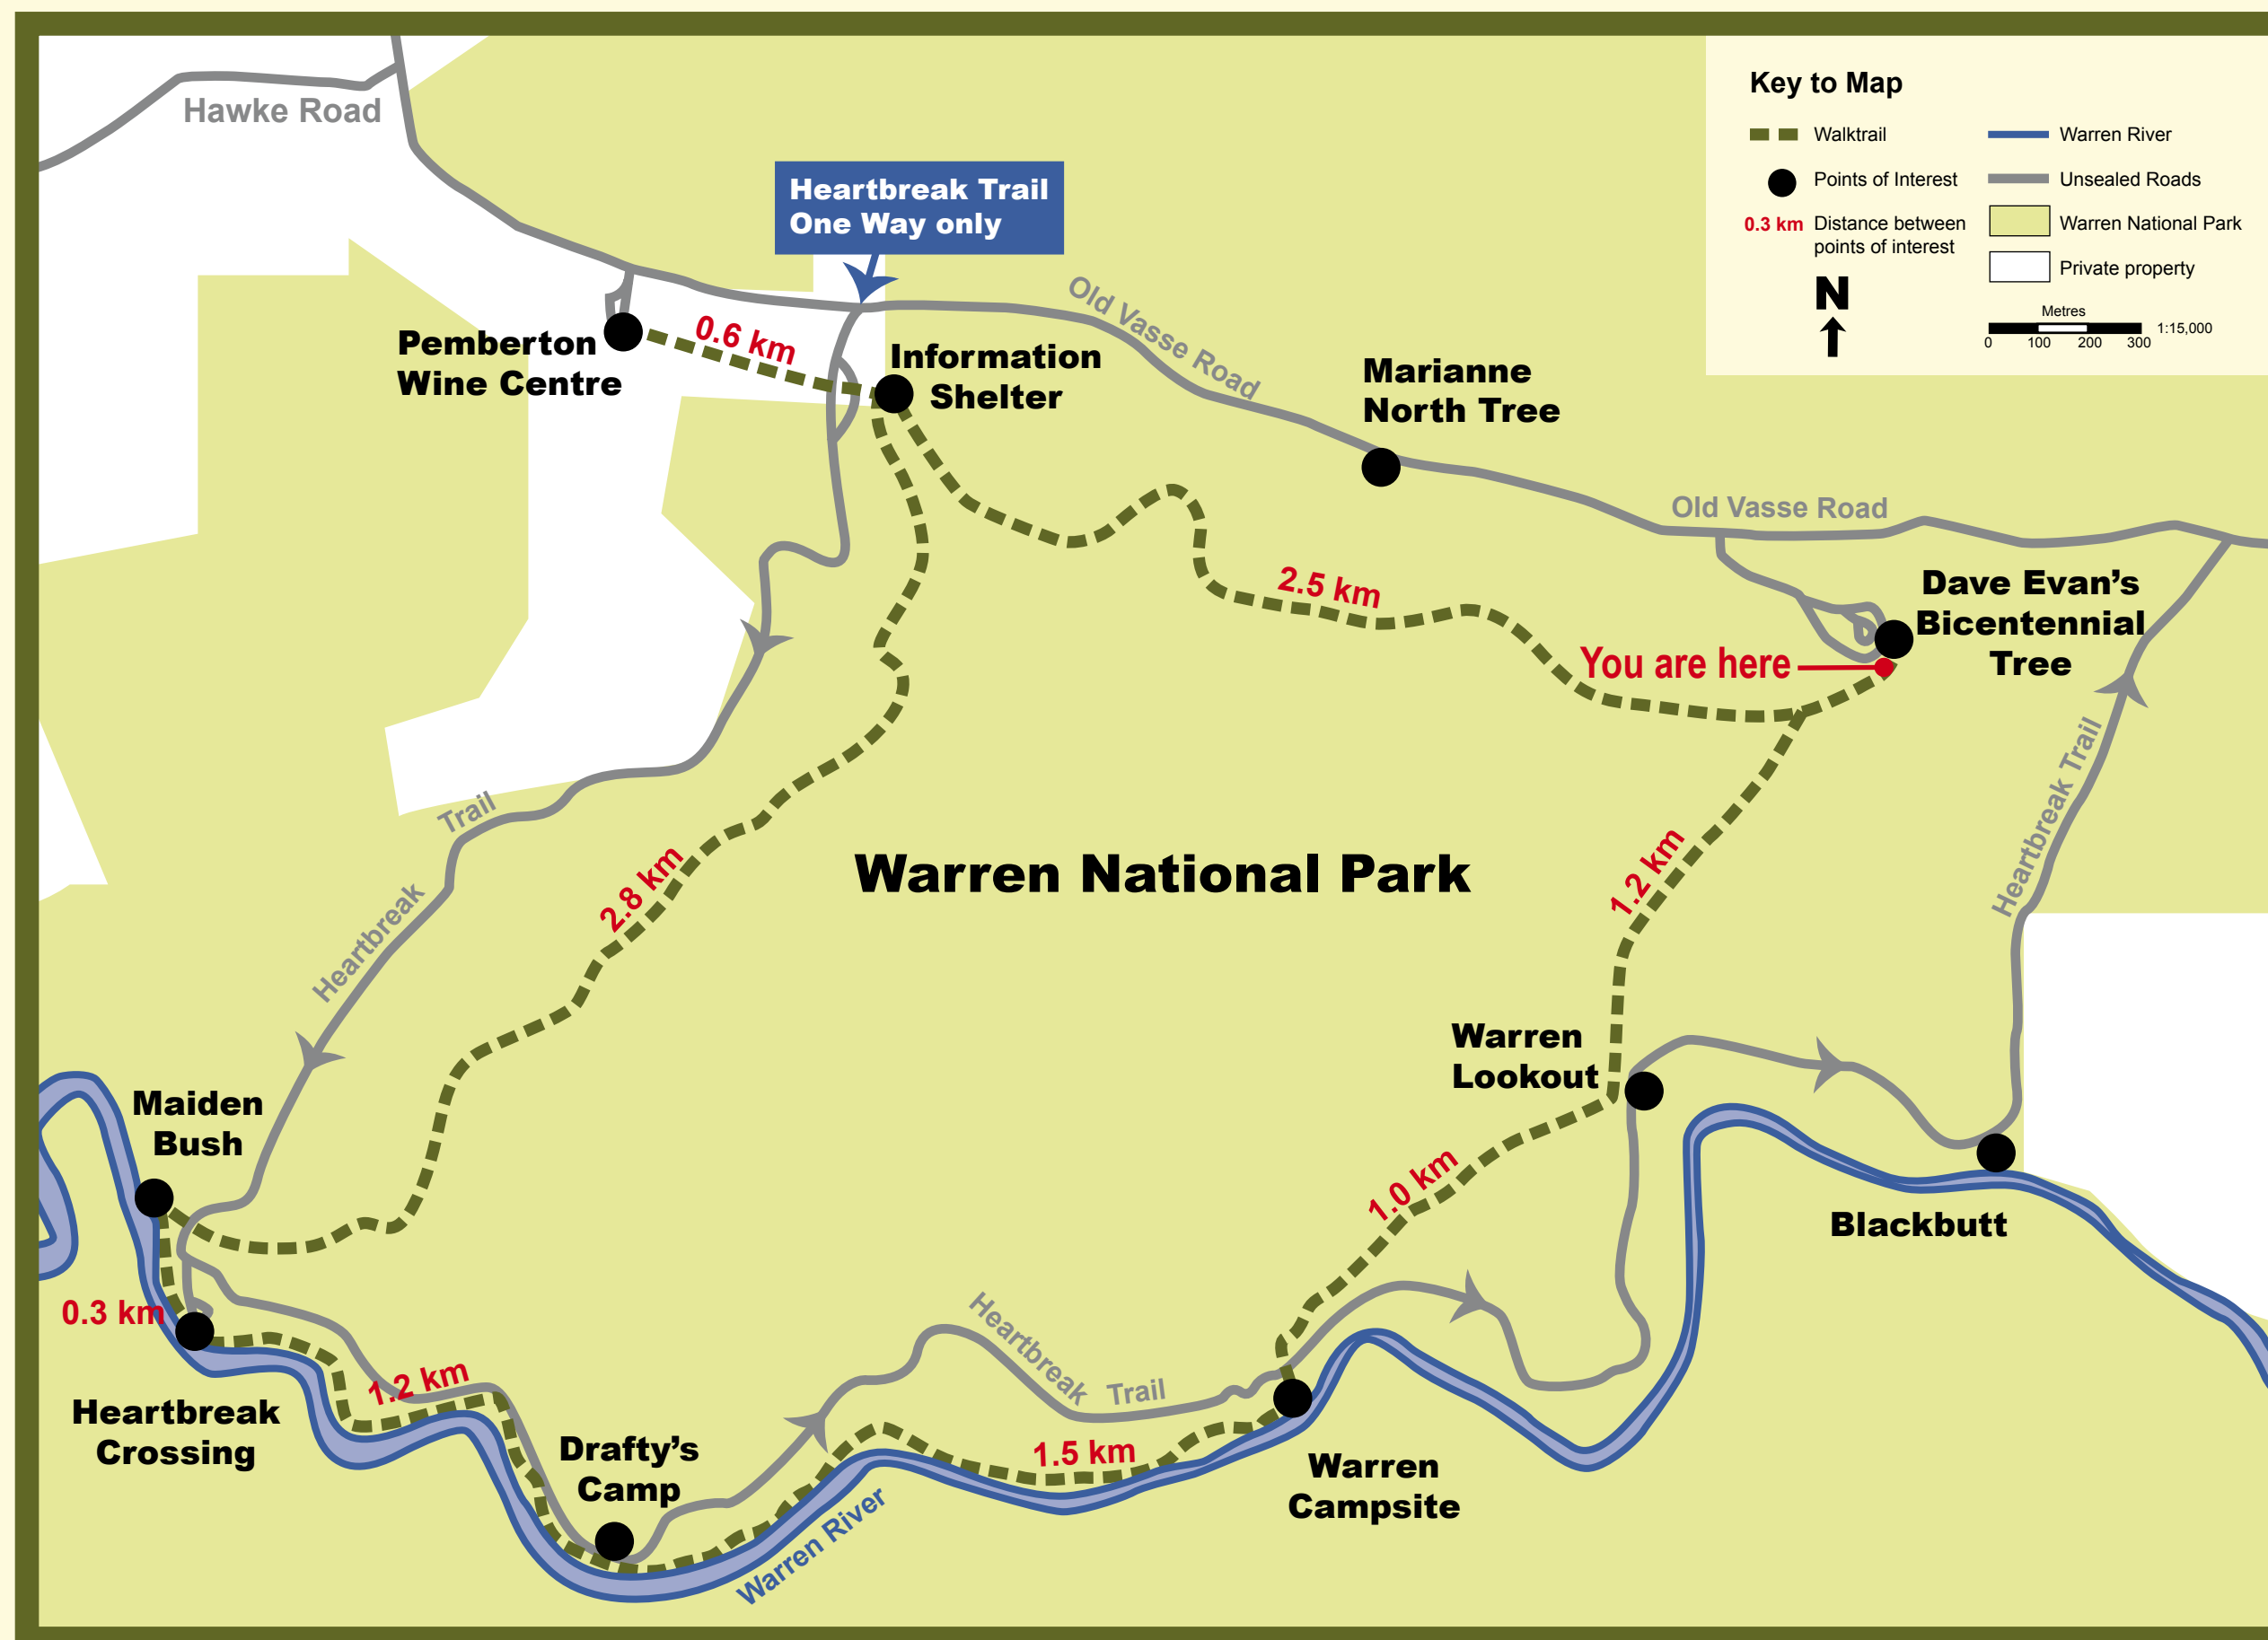 Hawke Road
Heartbreak Trail
One Way only
Key to Map
Walktrail
Points of Interest
0.3 km
Distance between
points of interest
N
Warren River
Unsealed Roads
Warren National Park
Private property
Metres
0 100 200 300
1:15,000
Pemberton
Wine Centre
0.6 km
Information
Shelter
Old Vasse Road
Marianne
North Tree
Old Vasse Road
2.5 km
Dave Evan’s
Bicentennial
Tree
You are here
Heartbreak Trail
Trail
Heartbreak
2.8 km
Warren National Park
1.2 km
Warren
Lookout
Maiden
Bush
1.0 km
Blackbutt
0.3 km
Heartbreak
Crossing
1.2 km
Heartbreak
Trail
Drafty’s
Camp
1.5 km
Warren River
Warren
Campsite